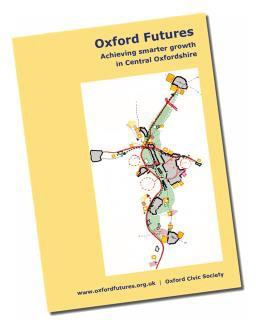 Oxford Futures
Achieving smarter growth
in Central Oxfordshire
www.oxfordfutures.org.uk | Oxford Civic Society